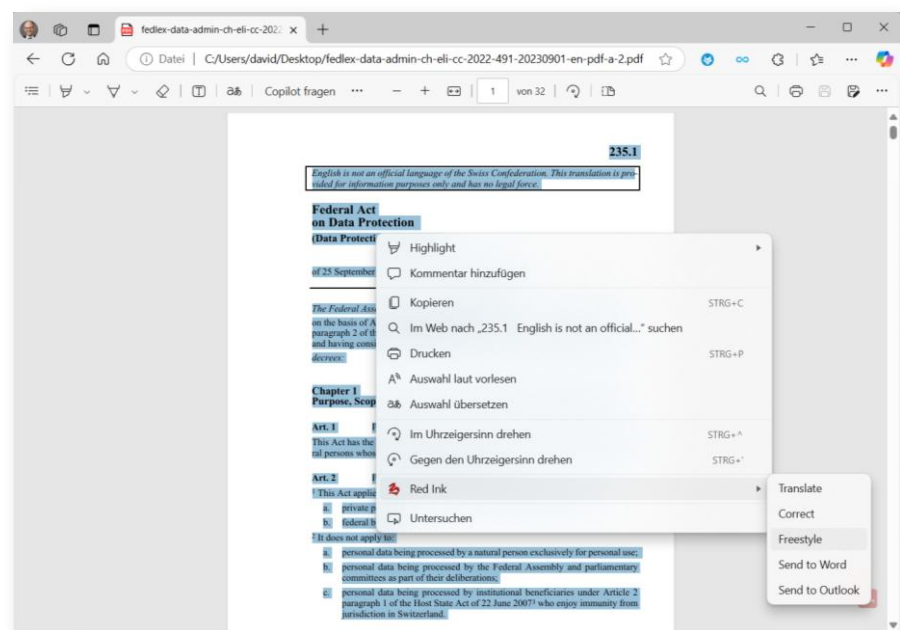 fedlex-data-admin-ch-eli-cc-2022
Datei | C:/Users/david/Desktop/fedlex-data-admin-ch-eli-cc-2022-491-20230901-en-pdf-a-2.pdf
Copilot fragen
1 von 32
235.1
English is not an official language of the Swiss Confederation. This translation is pro-
vided for information purposes only and has no legal force.
Federal Act
on Data Protection
(Data Protecti
of 25 September
The Federal Ass
on the basis of A
paragraph 2 of th
and having consi
decrees:
Chapter 1
Purpose, Scop
Art. 1
This Act has the
ral persons whos
Art. 2
1 This Act applie
a. private p
b. federal b
2 It does not apply to:
a. personal data being processed by a natural person exclusively for personal use;
b. personal data being processed by the Federal Assembly and parliamentary
committees as part of their deliberations;
c. personal data being processed by institutional beneficiaries under Article 2
paragraph 1 of the Host State Act of 22 June 2007³ who enjoy immunity from
jurisdiction in Switzerland.
Highlight
Kommentar hinzufügen
Kopieren STRG+C
Im Web nach „235.1 English is not an official...“ suchen
Drucken STRG+P
Auswahl laut vorlesen
Auswahl übersetzen
Im Uhrzeigersinn drehen STRG+^
Gegen den Uhrzeigersinn drehen STRG+'
Red Ink
Untersuchen
Translate
Correct
Freestyle
Send to Word
Send to Outlook